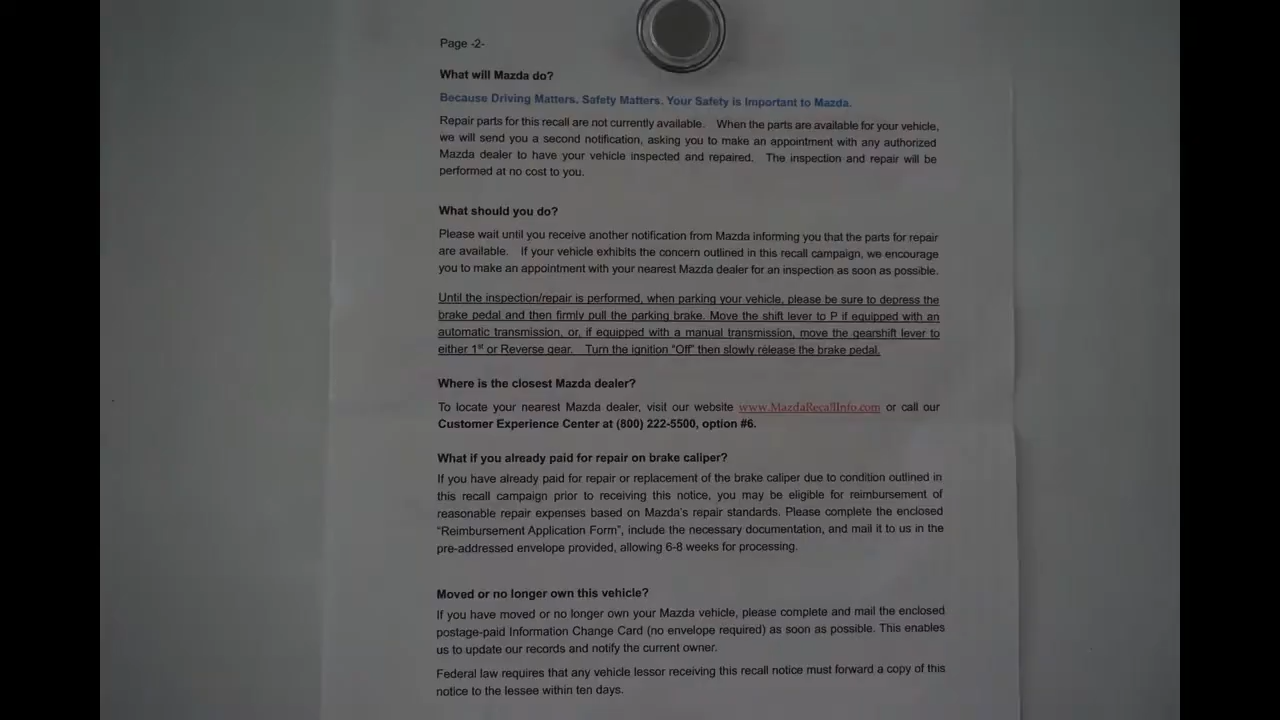 Page -2-
What will Mazda do?
Because Driving Matters, Safety Matters. Your Safety is Important to Mazda.
Repair parts for this recall are not currently available. When the parts are available for your vehicle,
we will send you a second notification, asking you to make an appointment with any authorized
Mazda dealer to have your vehicle inspected and repaired. The inspection and repair will be
performed at no cost to you.
What should you do?
Please wait until you receive another notification from Mazda informing you that the parts for repair
are available. If your vehicle exhibits the concern outlined in this recall campaign, we encourage
you to make an appointment with your nearest Mazda dealer for an inspection as soon as possible.
Until the inspection/repair is performed, when parking your vehicle, please be sure to depress the
brake pedal and then firmly pull the parking brake. Move the shift lever to P if equipped with an
automatic transmission, or, if equipped with a manual transmission, move the gearshift lever to
either 1st or Reverse gear. Turn the ignition "Off" then slowly release the brake pedal.
Where is the closest Mazda dealer?
To locate your nearest Mazda dealer, visit our website www.MazdaRecallInfo.com or call our
Customer Experience Center at (800) 222-5500, option #6.
What if you already paid for repair on brake caliper?
If you have already paid for repair or replacement of the brake caliper due to condition outlined in
this recall campaign prior to receiving this notice, you may be eligible for reimbursement of
reasonable repair expenses based on Mazda's repair standards. Please complete the enclosed
"Reimbursement Application Form", include the necessary documentation, and mail it to us in the
pre-addressed envelope provided, allowing 6-8 weeks for processing.
Moved or no longer own this vehicle?
If you have moved or no longer own your Mazda vehicle, please complete and mail the enclosed
postage-paid Information Change Card (no envelope required) as soon as possible. This enables
us to update our records and notify the current owner.
Federal law requires that any vehicle lessor receiving this recall notice must forward a copy of this
notice to the lessee within ten days.